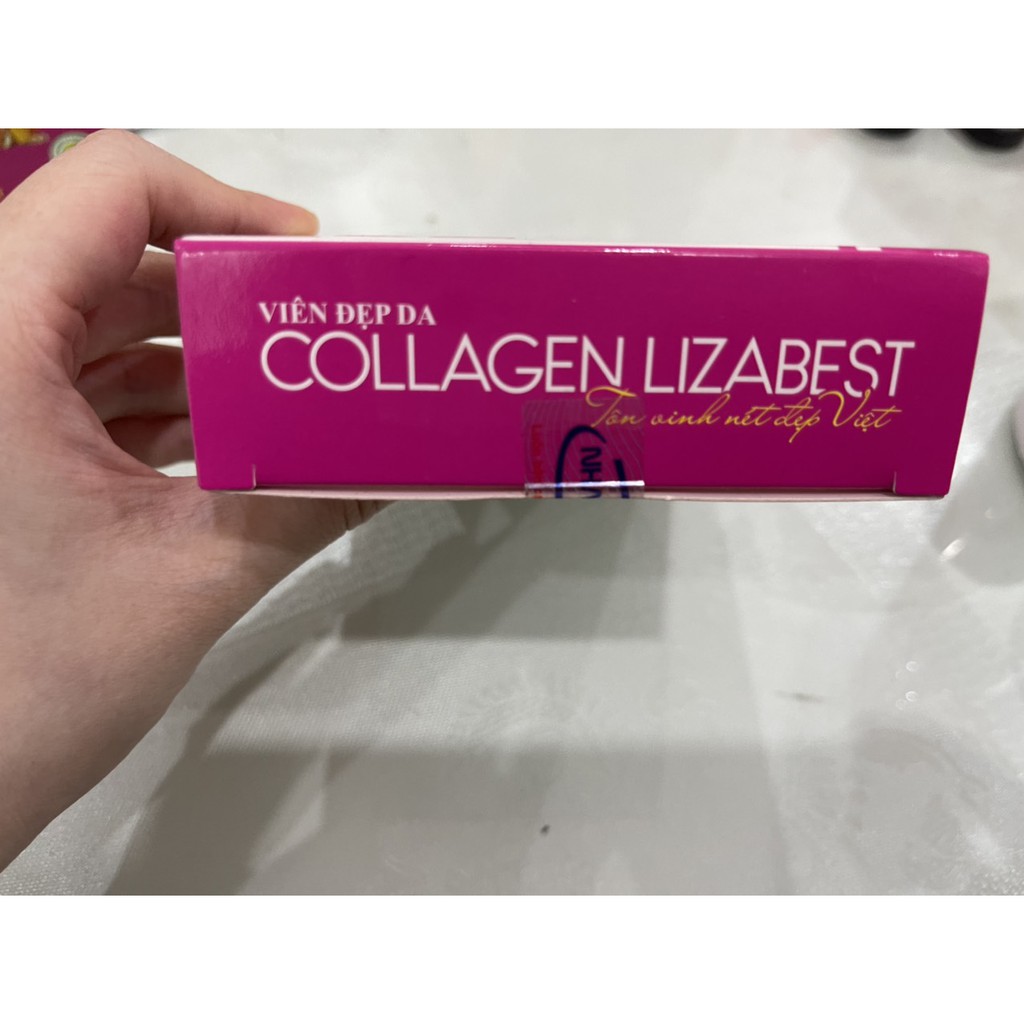 VIÊN ĐẸP DA
COLLAGEN LIZABEST
Tôn vinh nét đẹp Việt